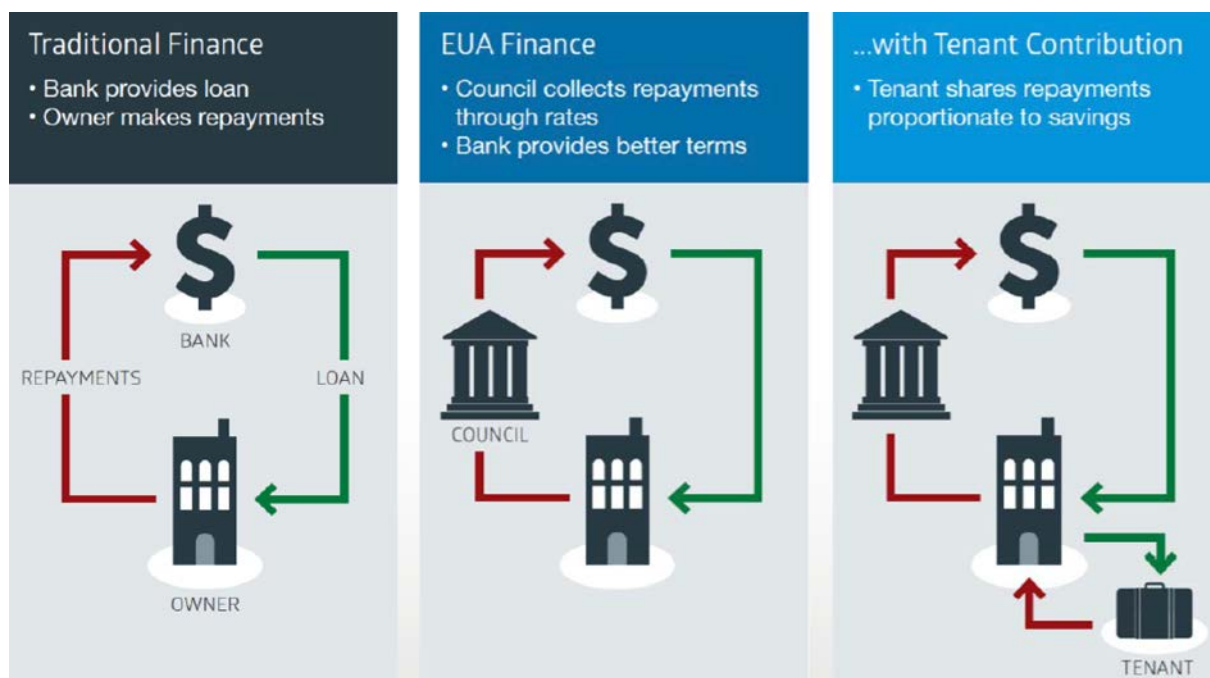 Traditional Finance
• Bank provides loan
• Owner makes repayments
BANK
REPAYMENTS
LOAN
OWNER
EUA Finance
• Council collects repayments
through rates
• Bank provides better terms
COUNCIL
...with Tenant Contribution
• Tenant shares repayments
proportionate to savings
TENANT